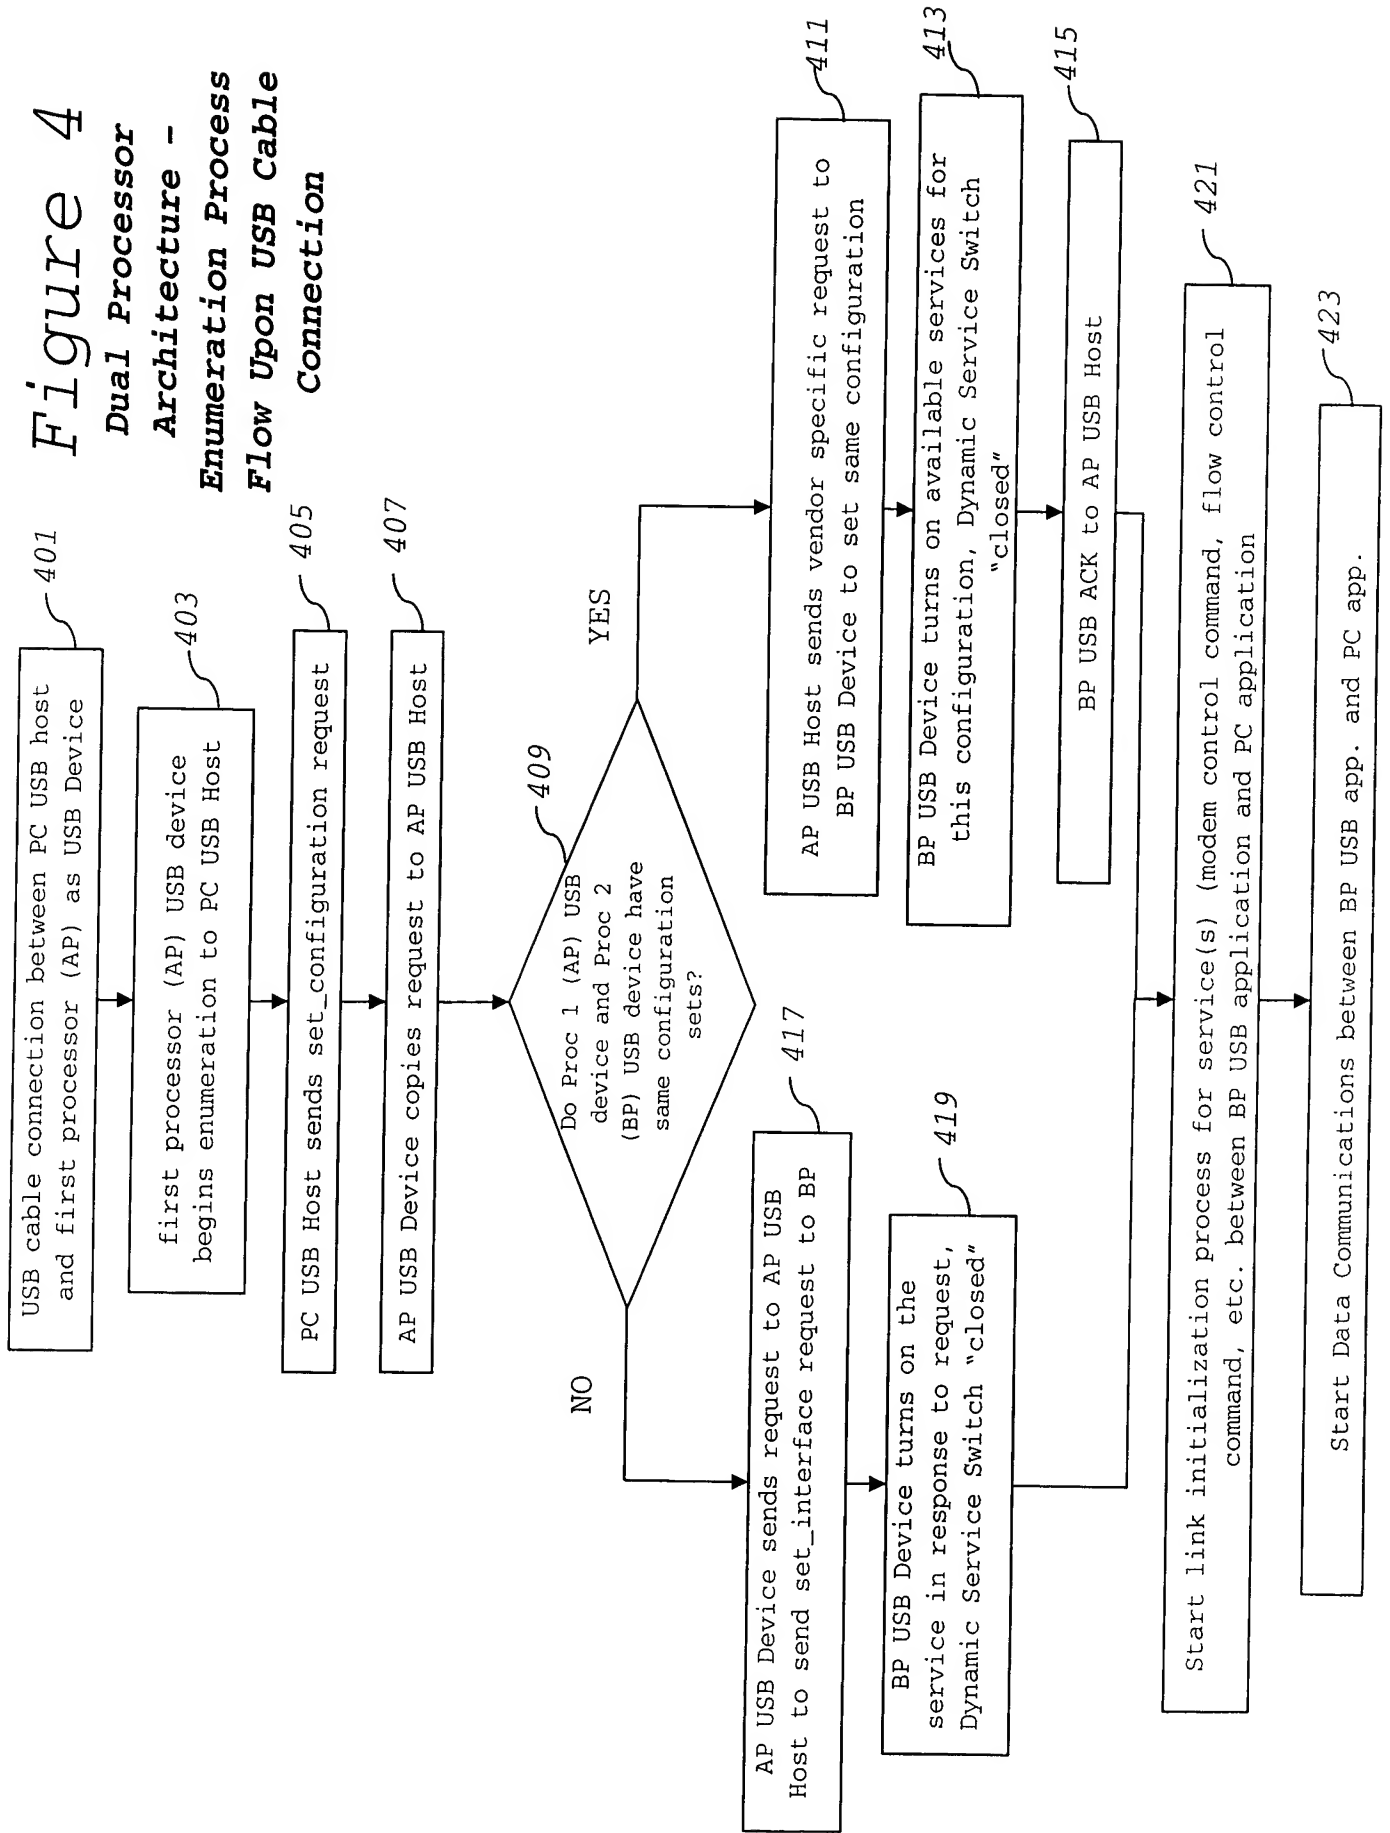 Figure 4
Dual Processor
Architecture -
Enumeration Process
Flow Upon USB Cable
Connection
401
USB cable connection between PC USB host
and first processor (AP) as USB Device
403
first processor (AP) USB device
begins enumeration to PC USB Host
405
PC USB Host sends set_configuration request
407
AP USB Device copies request to AP USB Host
409
Do Proc 1 (AP) USB
device and Proc 2
(BP) USB device have
same configuration
sets?
YES
NO
411
AP USB Host sends vendor specific request to
BP USB Device to set same configuration
413
BP USB Device turns on available services for
this configuration, Dynamic Service Switch
“closed”
415
BP USB ACK to AP USB Host
417
AP USB Device sends request to AP USB
Host to send set_interface request to BP
419
BP USB Device turns on the
service in response to request,
Dynamic Service Switch “closed”
421
Start link initialization process for service(s) (modem control command, flow control
command, etc. between BP USB application and PC application
423
Start Data Communications between BP USB app. and PC app.